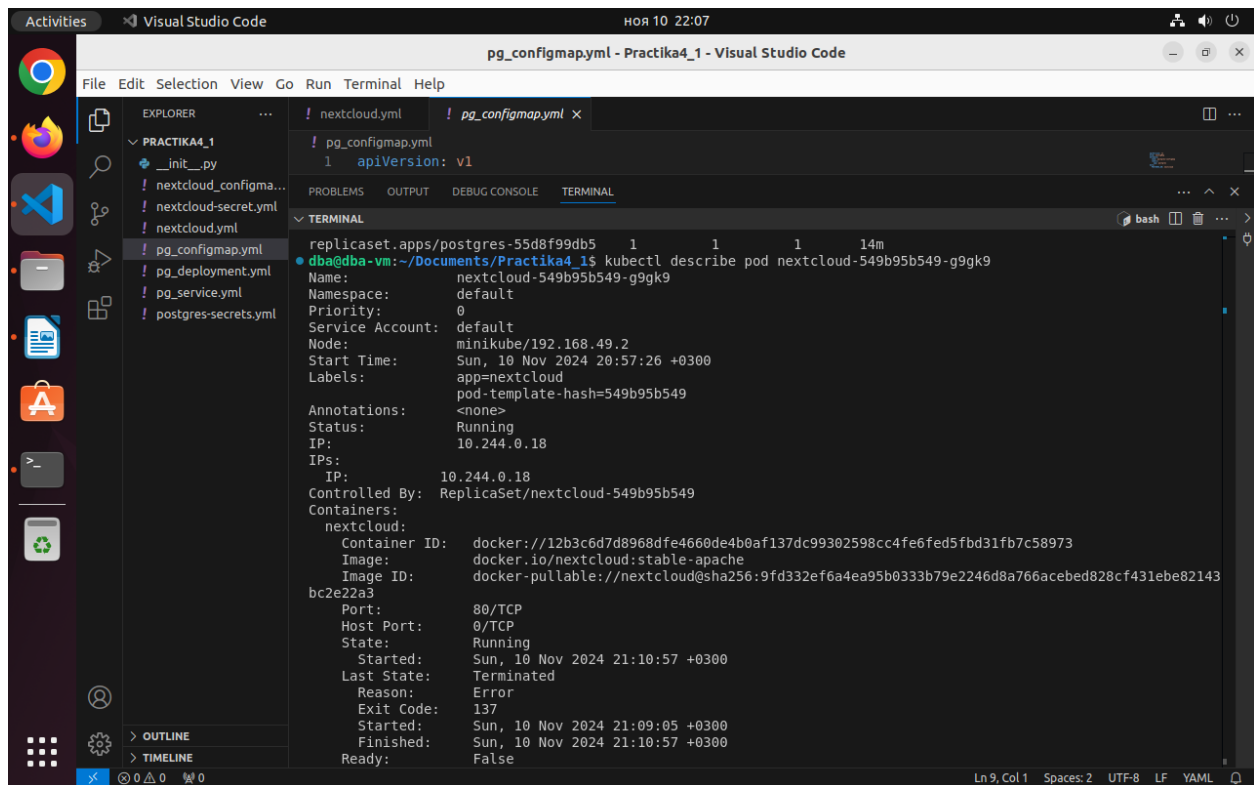 Activities Visual Studio Code ноя 10 22:07
pg_configmap.yml - Practika4_1 - Visual Studio Code
File Edit Selection View Go Run Terminal Help
EXPLORER ...
PRACTIKA4_1
__init__.py
! nextcloud_configma...
! nextcloud-secret.yml
! nextcloud.yml
! pg_configmap.yml
! pg_deployment.yml
! pg_service.yml
! postgres-secrets.yml
OUTLINE
TIMELINE
! nextcloud.yml ! pg_configmap.yml
! pg_configmap.yml
1 apiVersion: v1
PROBLEMS OUTPUT DEBUG CONSOLE TERMINAL
TERMINAL bash
replicaset.apps/postgres-55d8f99db5 1 1 1 14m
dba@dba-vm:~/Documents/Practika4_1$ kubectl describe pod nextcloud-549b95b549-g9gk9
Name: nextcloud-549b95b549-g9gk9
Namespace: default
Priority: 0
Service Account: default
Node: minikube/192.168.49.2
Start Time: Sun, 10 Nov 2024 20:57:26 +0300
Labels: app=nextcloud
pod-template-hash=549b95b549
Annotations: <none>
Status: Running
IP: 10.244.0.18
IPs:
IP: 10.244.0.18
Controlled By: ReplicaSet/nextcloud-549b95b549
Containers:
nextcloud:
Container ID: docker://12b3c6d7d8968dfe4660de4b0af137dc99302598cc4fe6fed5fbd31fb7c58973
Image: docker.io/nextcloud:stable-apache
Image ID: docker-pullable://nextcloud@sha256:9fd332ef6a4ea95b0333b79e2246d8a766acebed828cf431ebe82143
bc2e22a3
Port: 80/TCP
Host Port: 0/TCP
State: Running
Started: Sun, 10 Nov 2024 21:10:57 +0300
Last State: Terminated
Reason: Error
Exit Code: 137
Started: Sun, 10 Nov 2024 21:09:05 +0300
Finished: Sun, 10 Nov 2024 21:10:57 +0300
Ready: False
0 0 0 Ln 9, Col 1 Spaces: 2 UTF-8 LF YAML